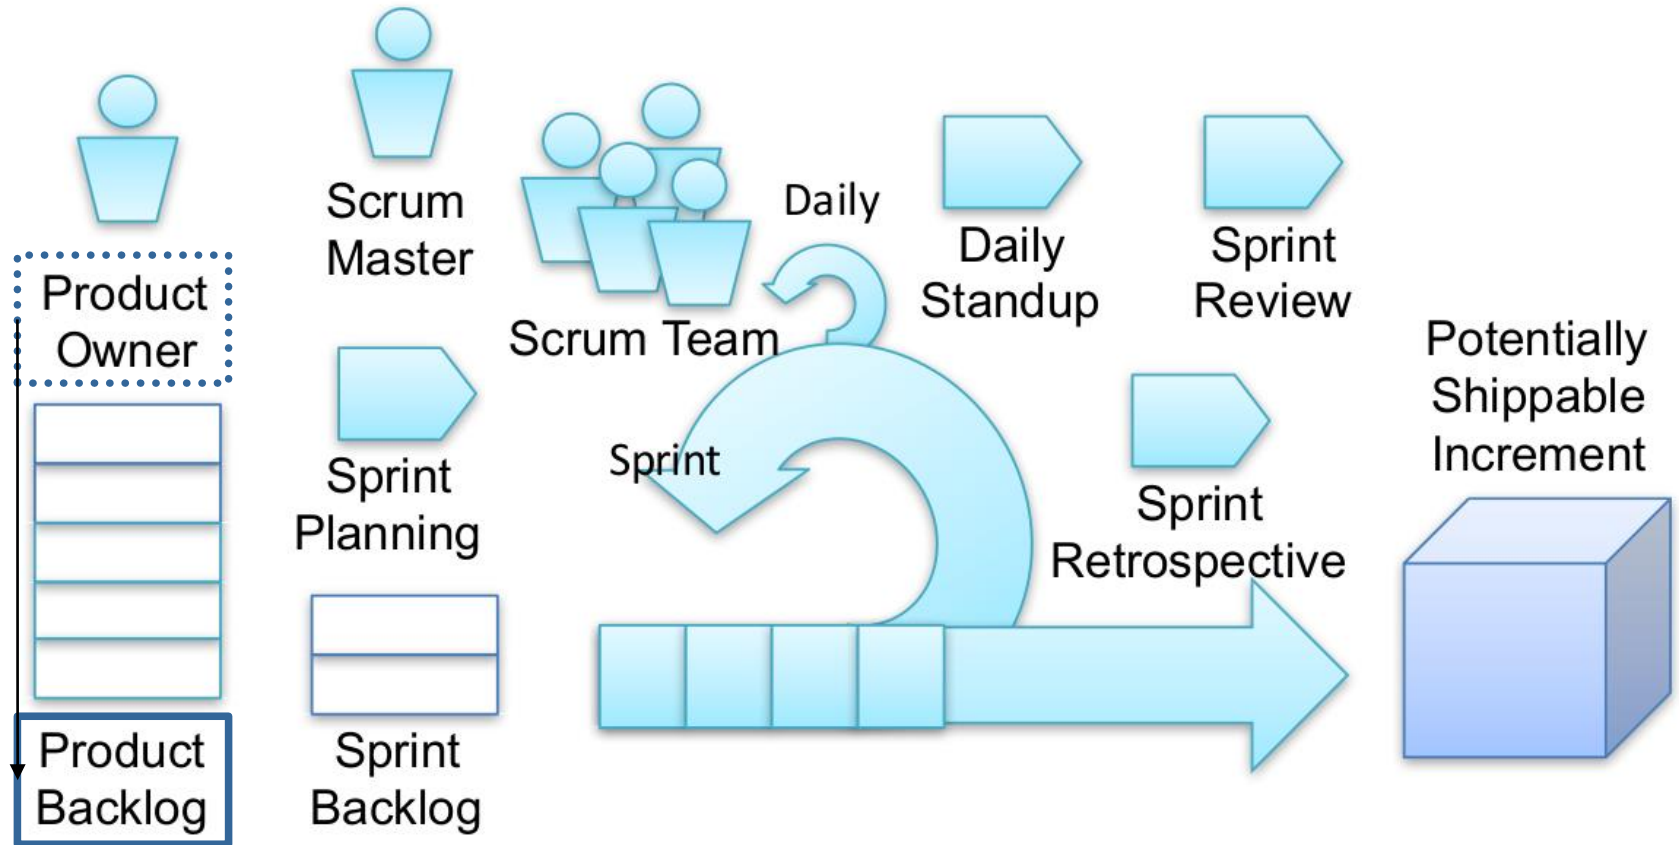 Product
Owner
Product
Backlog
Scrum
Master
Sprint
Planning
Sprint
Backlog
Scrum Team
Daily
Sprint
Daily
Standup
Sprint
Review
Sprint
Retrospective
Potentially
Shippable
Increment